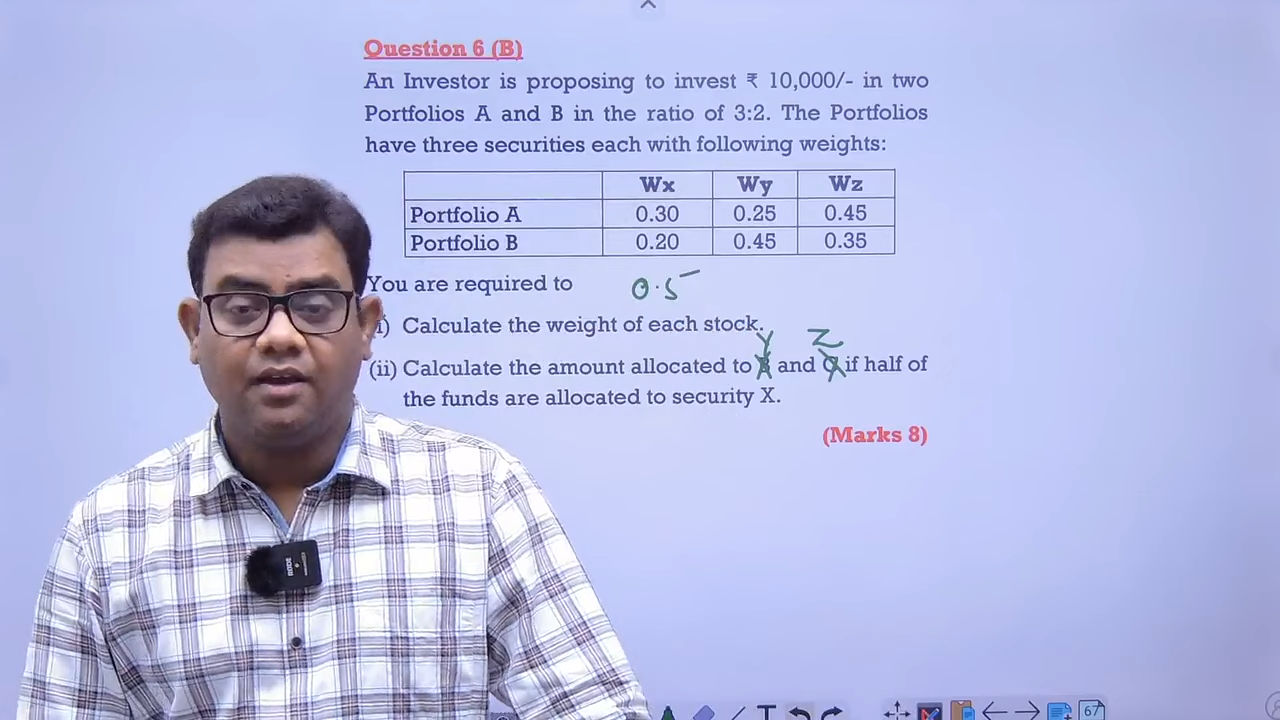 Question 6 (B)
An Investor is proposing to invest ₹ 10,000/- in two
Portfolios A and B in the ratio of 3:2. The Portfolios
have three securities each with following weights:
Wx Wy Wz
Portfolio A 0.30 0.25 0.45
Portfolio B 0.20 0.45 0.35
You are required to 0.5
i) Calculate the weight of each stock.
Y Z
(ii) Calculate the amount allocated to and if half of
the funds are allocated to security X.
(Marks 8)
RODE
T 67